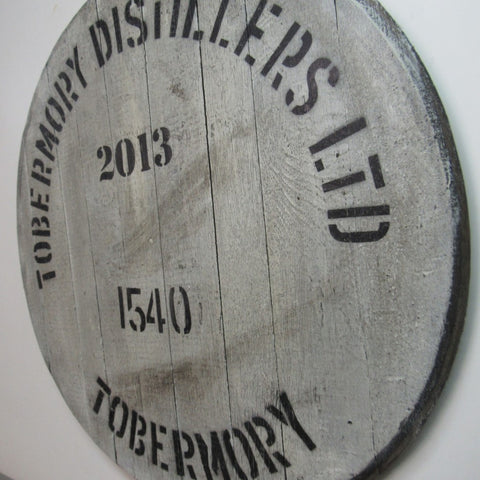 TOBERMORY DISTILLERS LTD
2013
1540
TOBERMORY